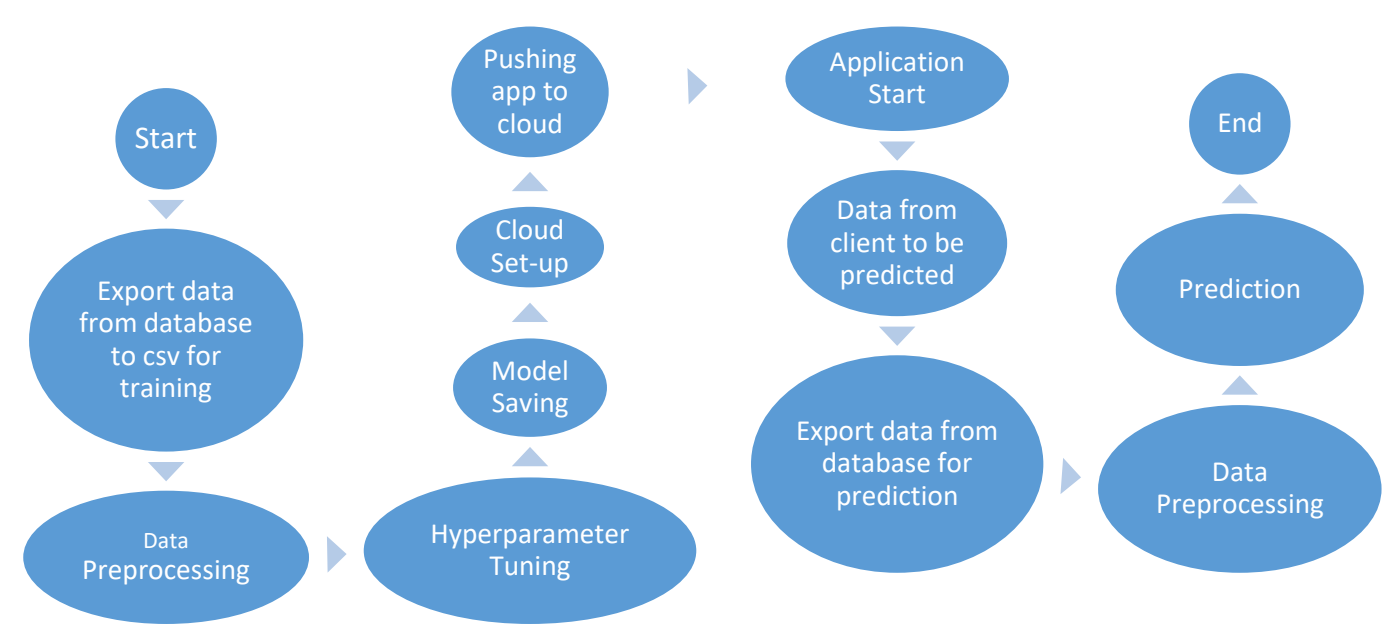 Start
Export data
from database
to csv for
training
Data
Preprocessing
Hyperparameter
Tuning
Model
Saving
Cloud
Set-up
Pushing
app to
cloud
Application
Start
Data from
client to be
predicted
Export data from
database for
prediction
Data
Preprocessing
Prediction
End